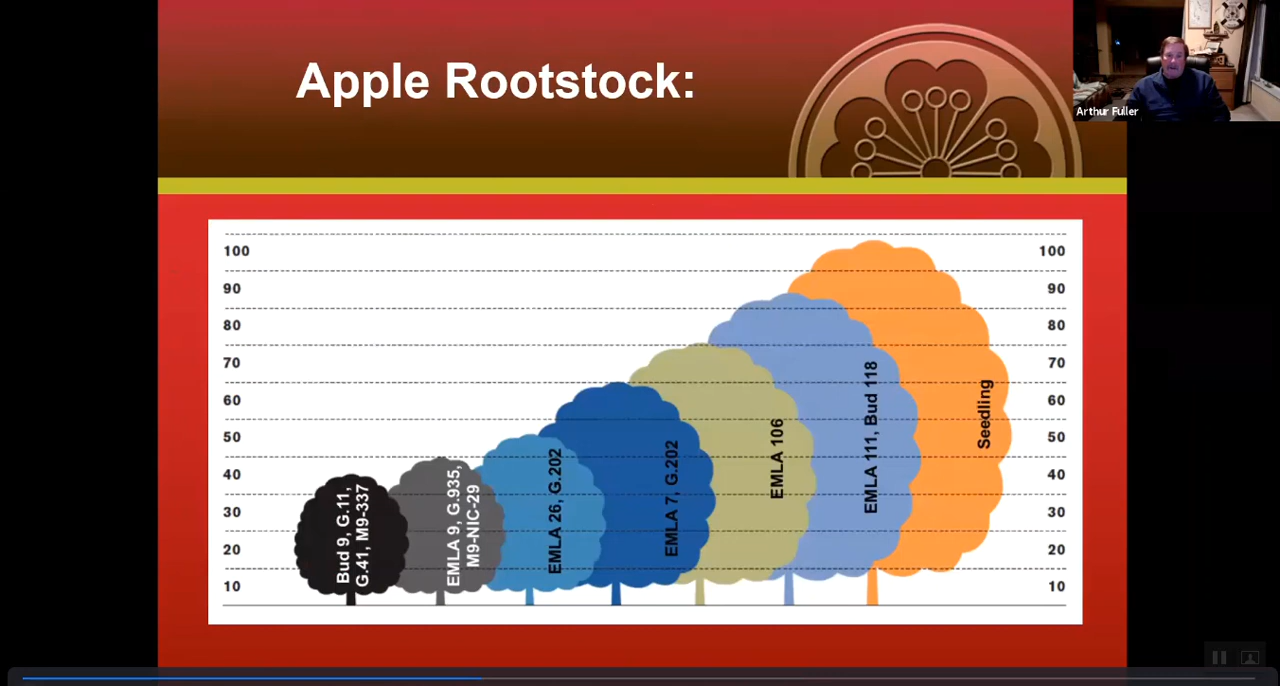 Apple Rootstock:
Arthur Fuller
100
90
80
70
60
50
40
30
20
10
Bud 9, G.11,
G.41, M9-337
EMLA 9, G.935,
M9-NIC-29
EMLA 26, G.202
EMLA 7, G.202
EMLA 106
EMLA 111, Bud 118
Seedling
100
90
80
70
60
50
40
30
20
10